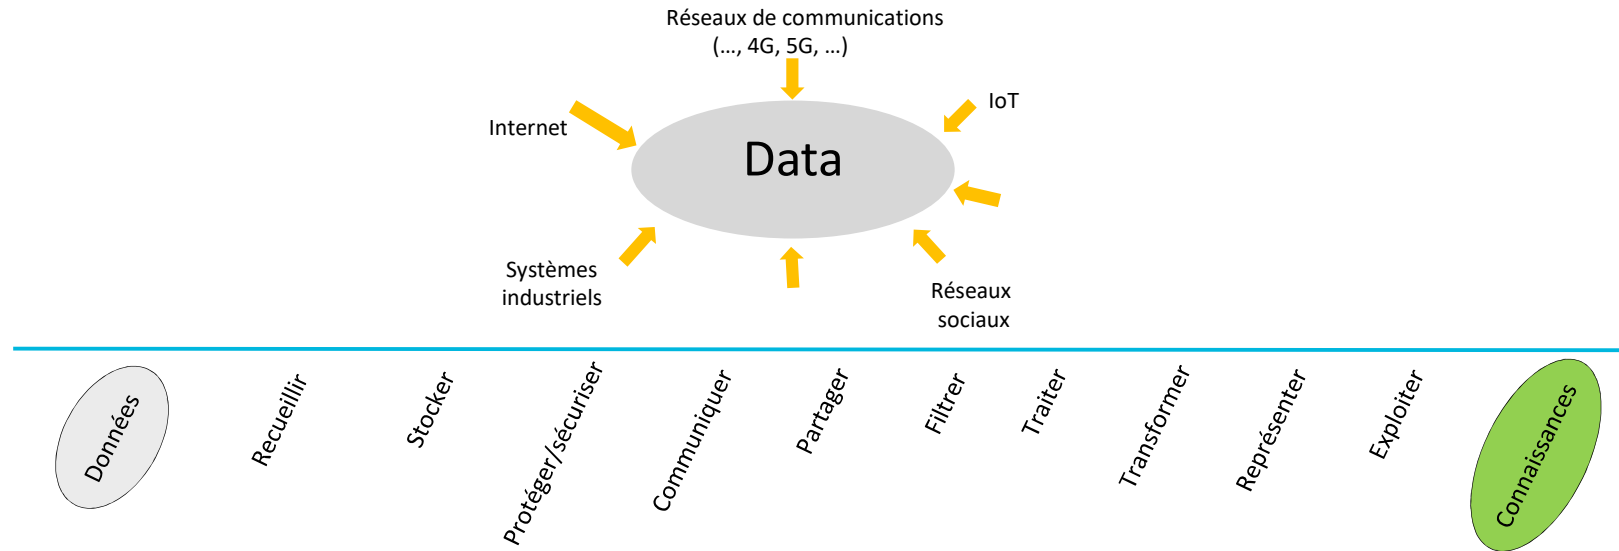 Réseaux de communications
(…, 4G, 5G, …)
IoT
Internet
Data
Systèmes
industriels
Réseaux
sociaux
Données
Recueillir
Stocker
Protéger/sécuriser
Communiquer
Partager
Filtrer
Traiter
Transformer
Représenter
Exploiter
Connaissances